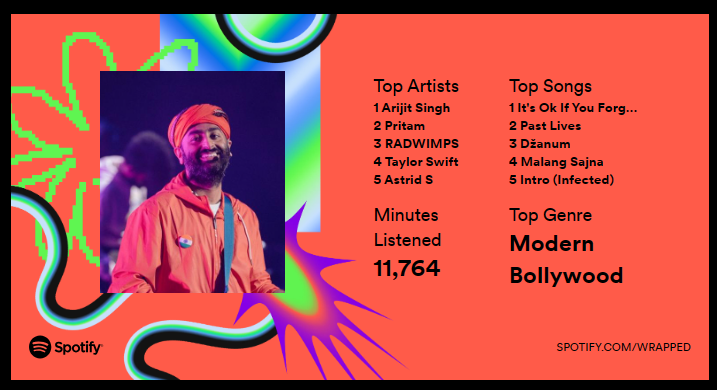 Top Artists
1 Arijit Singh
2 Pritam
3 RADWIMPS
4 Taylor Swift
5 Astrid S
Minutes
Listened
11,764
Top Songs
1 It's Ok If You Forg...
2 Past Lives
3 Džanum
4 Malang Sajna
5 Intro (Infected)
Top Genre
Modern
Bollywood
Spotify
SPOTIFY.COM/WRAPPED